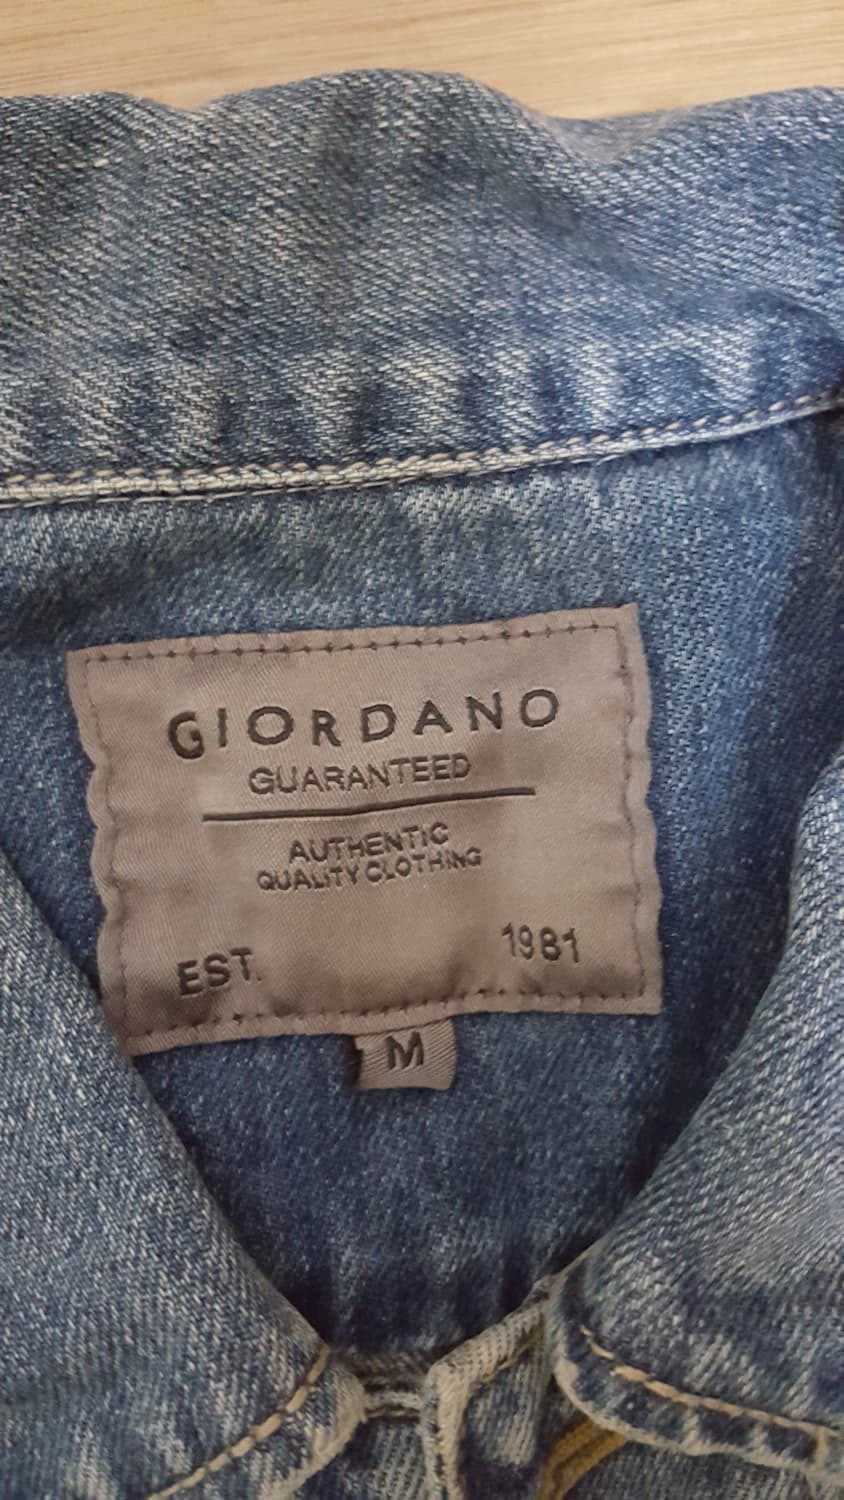 GIORDANO
GUARANTEED
AUTHENTIC
QUALITY CLOTHING
EST. 1981
M